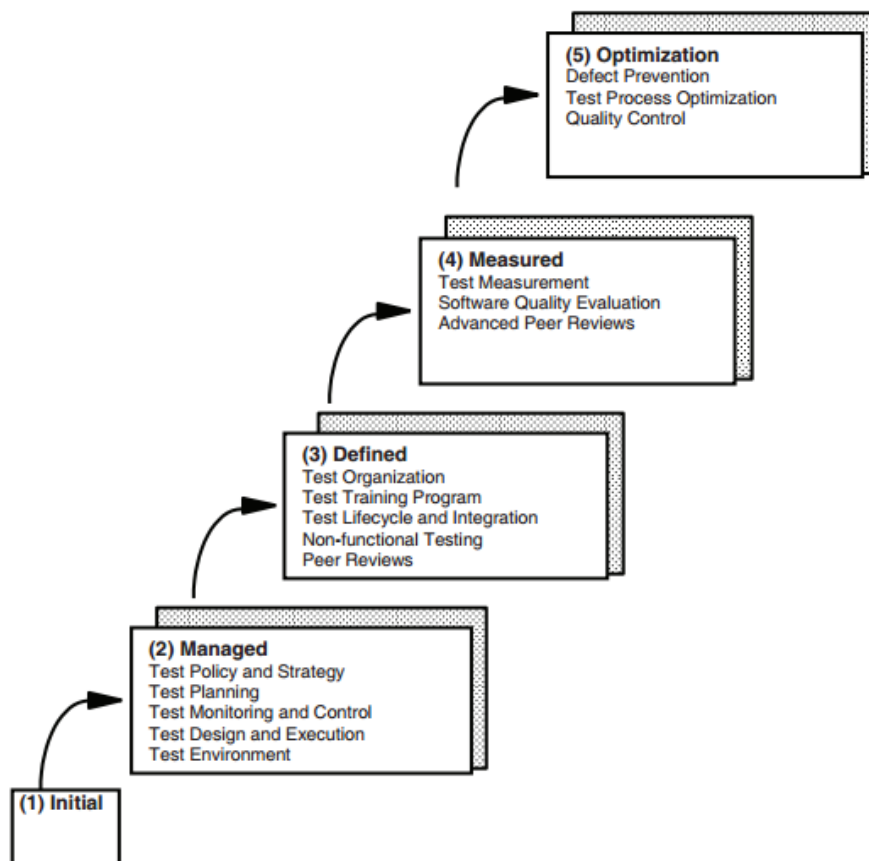 (5) Optimization
Defect Prevention
Test Process Optimization
Quality Control
(4) Measured
Test Measurement
Software Quality Evaluation
Advanced Peer Reviews
(3) Defined
Test Organization
Test Training Program
Test Lifecycle and Integration
Non-functional Testing
Peer Reviews
(2) Managed
Test Policy and Strategy
Test Planning
Test Monitoring and Control
Test Design and Execution
Test Environment
(1) Initial